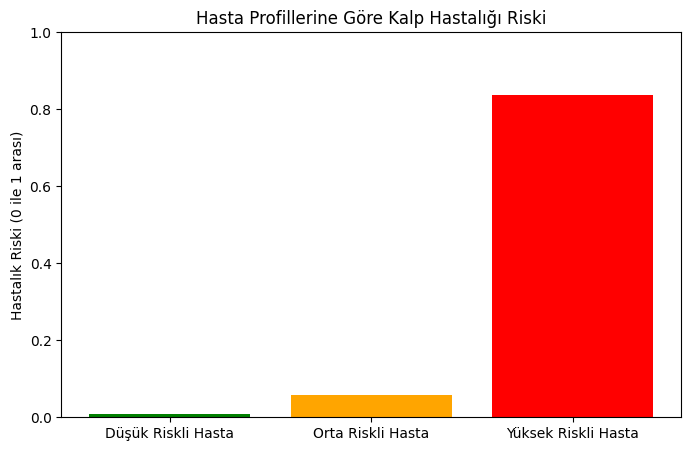 Hasta Profillerine Göre Kalp Hastalığı Riski
Hastalık Riski (0 ile 1 arası)
1.0
0.8
0.6
0.4
0.2
0.0
Düşük Riskli Hasta
Orta Riskli Hasta
Yüksek Riskli Hasta